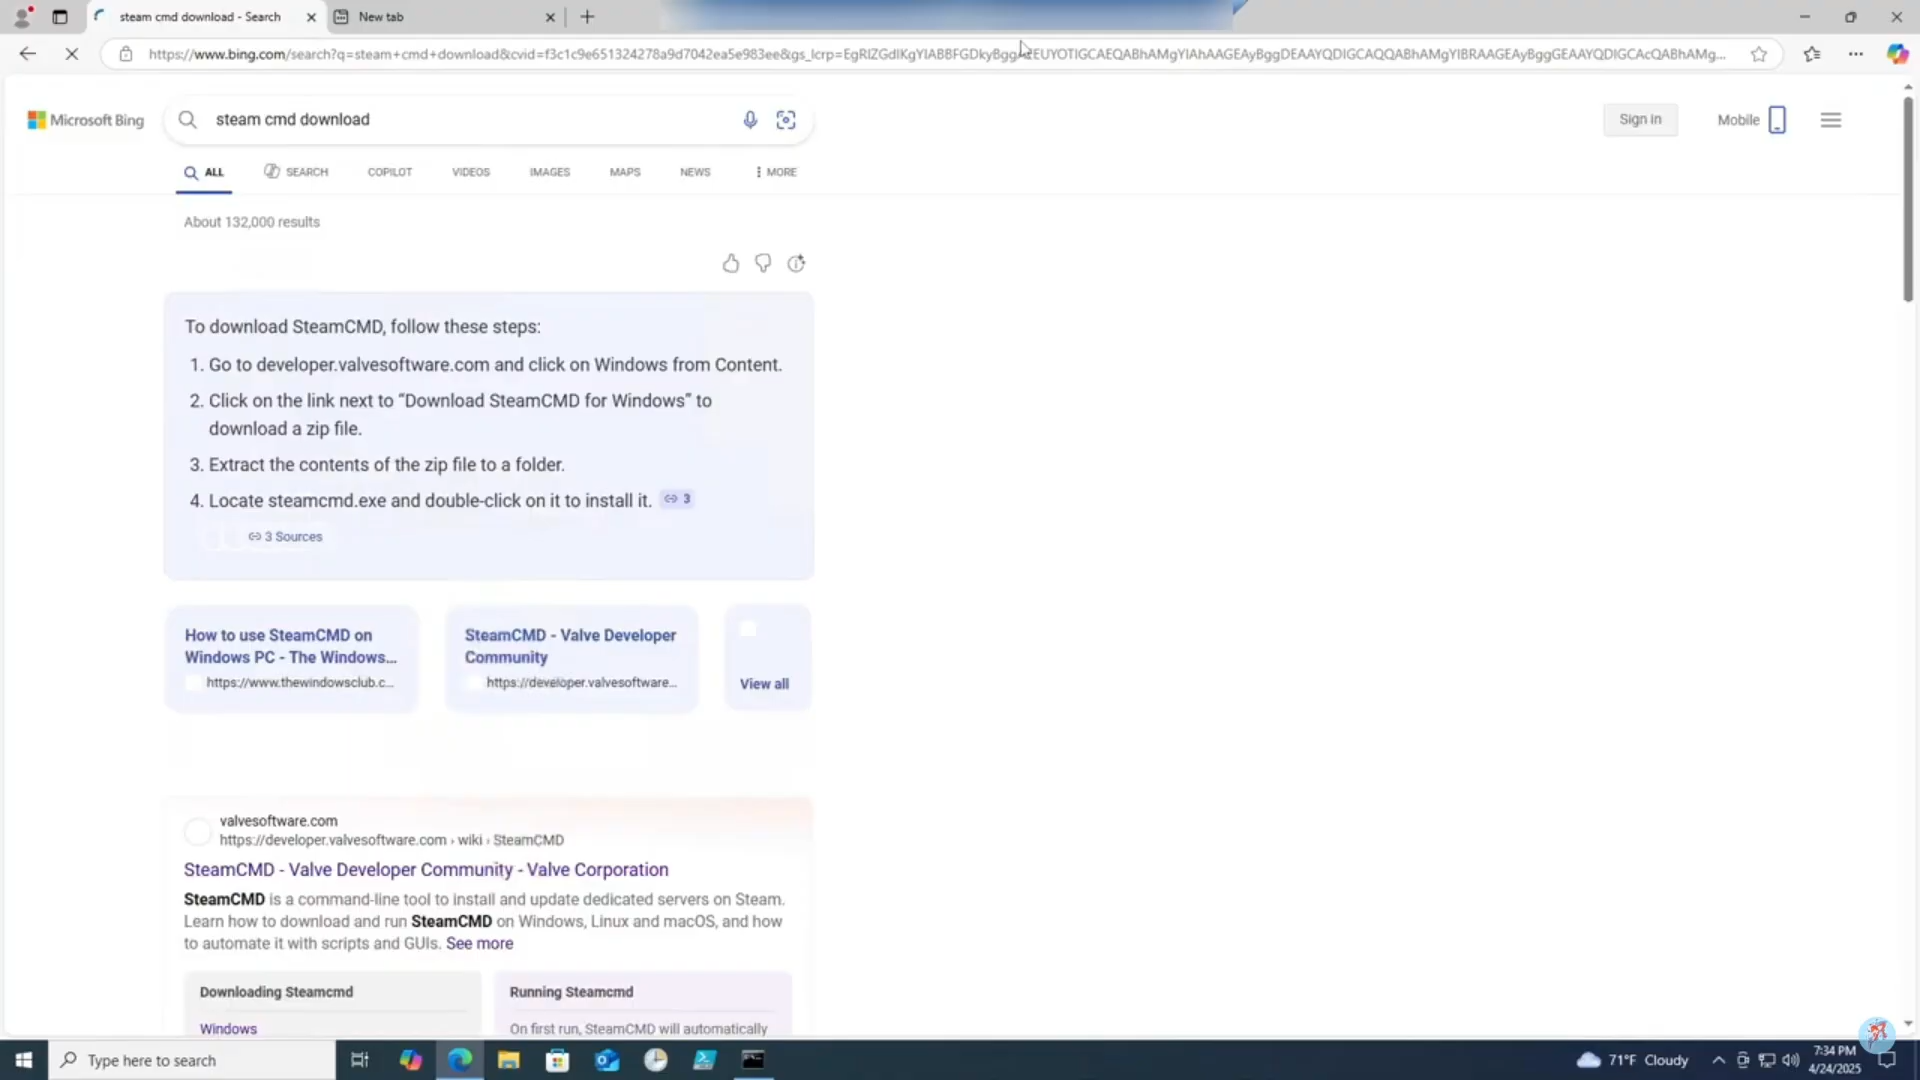 steam cmd download - Search
New tab
https://www.bing.com/search?q=steam+cmd+download&cvid=f3c1c9e651324278a9d7042ea5e983ee&gs_lcrp=
Microsoft Bing
steam cmd download
Sign in
Mobile
ALL
SEARCH
COPILOT
VIDEOS
IMAGES
MAPS
NEWS
MORE
About 132,000 results
To download SteamCMD, follow these steps:
1. Go to developer.valvesoftware.com and click on Windows from Content.
2. Click on the link next to “Download SteamCMD for Windows” to
download a zip file.
3. Extract the contents of the zip file to a folder.
4. Locate steamcmd.exe and double-click on it to install it. 3
3 Sources
How to use SteamCMD on
Windows PC - The Windows...
https://www.thewindowsclub.c...
SteamCMD - Valve Developer
Community
https://developer.valvesoftware...
View all
valvesoftware.com
https://developer.valvesoftware.com › wiki › SteamCMD
SteamCMD - Valve Developer Community - Valve Corporation
SteamCMD is a command-line tool to install and update dedicated servers on Steam.
Learn how to download and run SteamCMD on Windows, Linux and macOS, and how
to automate it with scripts and GUIs. See more
Downloading Steamcmd
Windows
Running Steamcmd
On first run, SteamCMD will automatically
Type here to search
71°F Cloudy
7:34 PM
4/24/2025